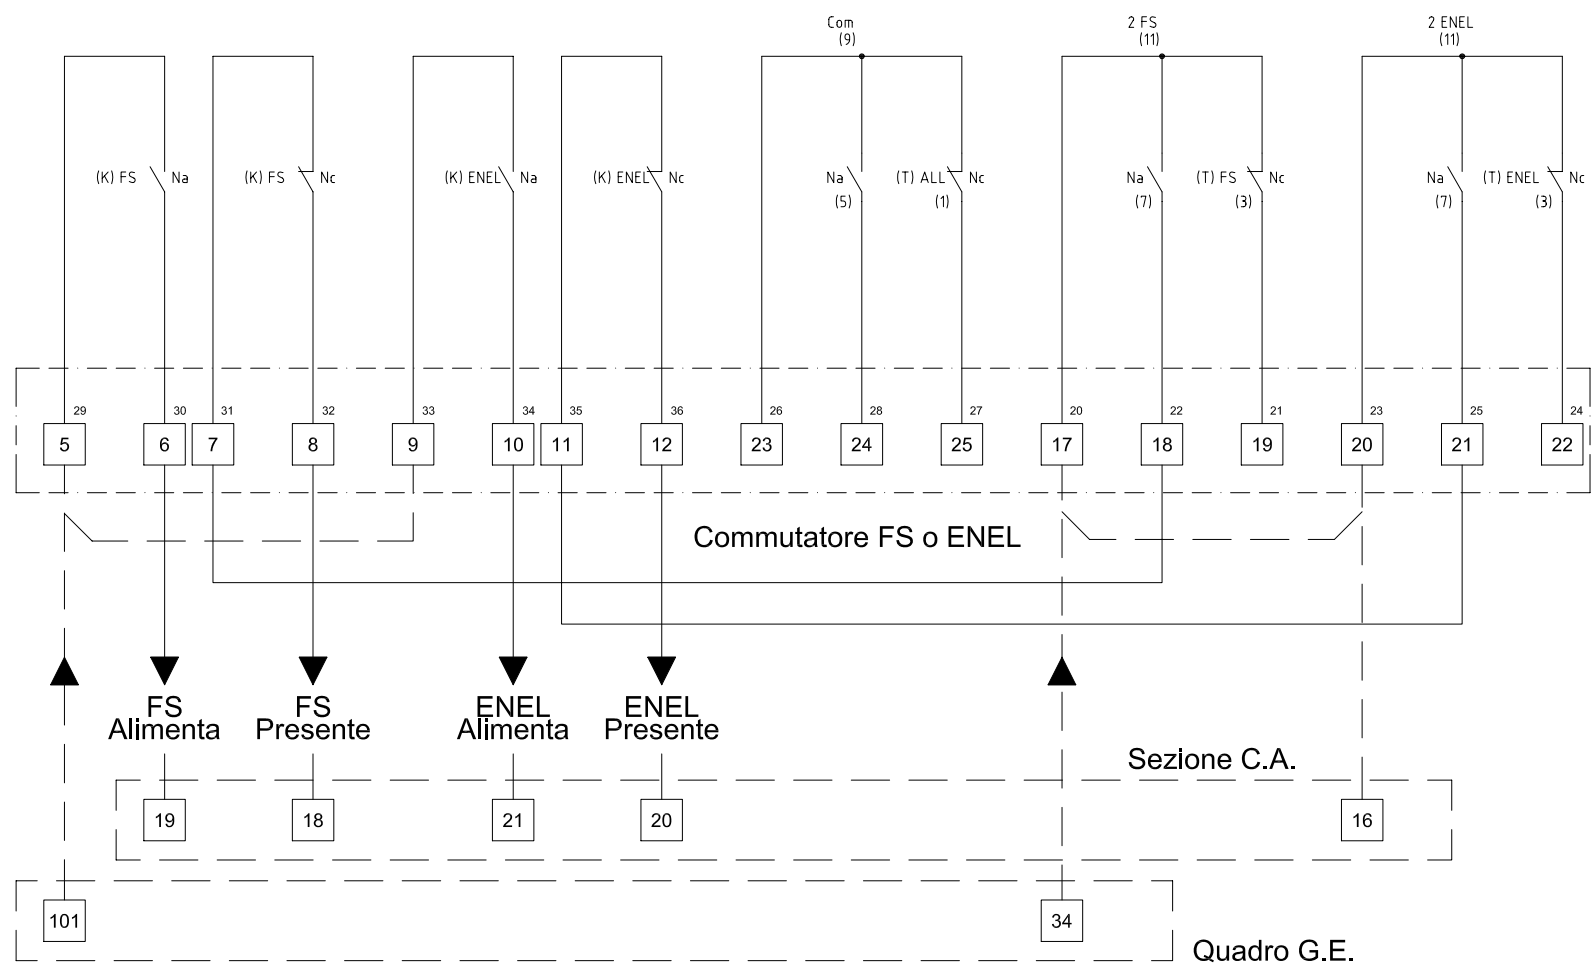 Com
(9)
2 FS
(11)
2 ENEL
(11)
(K) FS Na
(K) FS Nc
(K) ENEL Na
(K) ENEL Nc
Na
(5)
(T) ALL Nc
(1)
Na
(7)
(T) FS Nc
(3)
Na
(7)
(T) ENEL Nc
(3)
29 30 31 32 33 34 35 36 26 28 27 20 22 21 23 25 24
5 6 7 8 9 10 11 12 23 24 25 17 18 19 20 21 22
Commutatore FS o ENEL
FS
Alimenta
FS
Presente
ENEL
Alimenta
ENEL
Presente
Sezione C.A.
19 18 21 20 16
101 34
Quadro G.E.